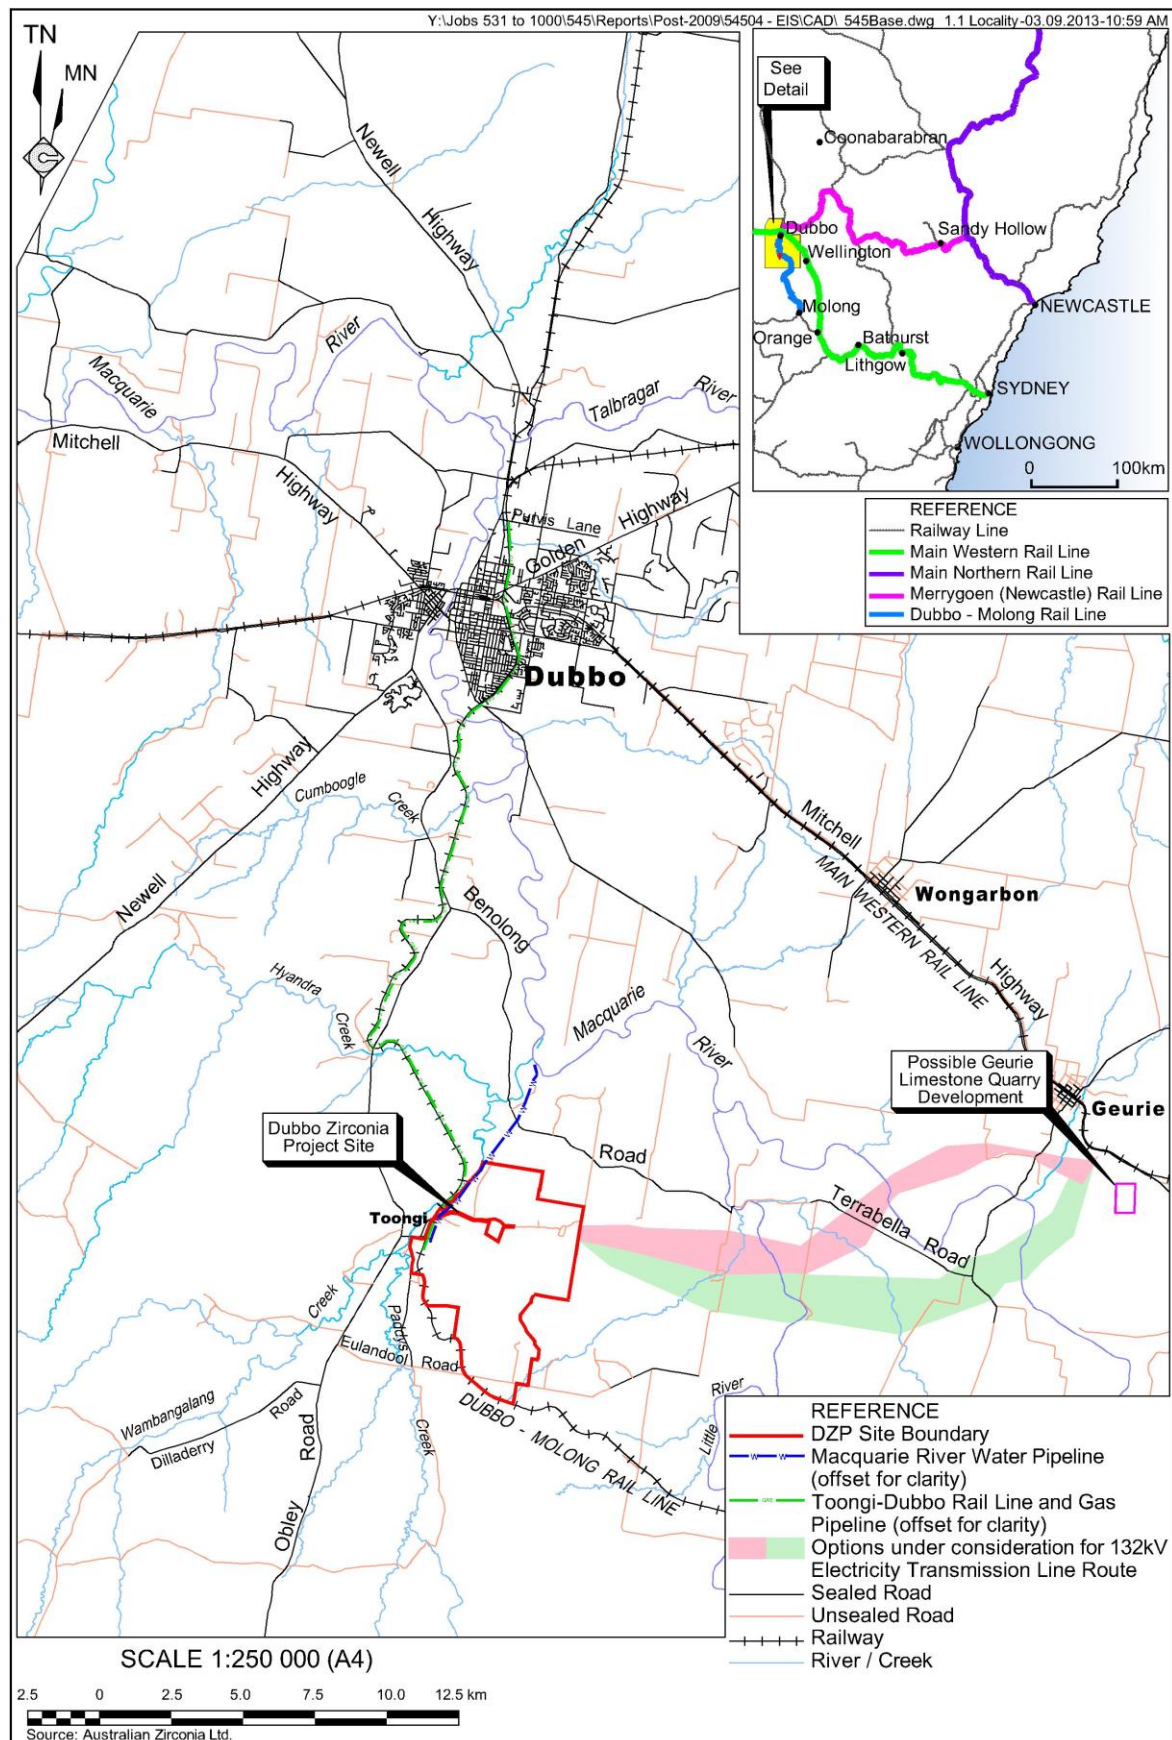 Y:\Jobs 531 to 1000\545\Reports\Post-2009\54504 - EIS\CAD\_545Base.dwg_1.1 Locality-03.09.2013-10:59 AM
TN
MN
See
Detail
Coonabarabran
Dubbo
Sandy Hollow
Wellington
Molong
NEWCASTLE
Orange
Bathurst
Lithgow
SYDNEY
WOLLONGONG
0 100km
REFERENCE
Railway Line
Main Western Rail Line
Main Northern Rail Line
Merrygoen (Newcastle) Rail Line
Dubbo - Molong Rail Line
Newell
Highway
River
Macquarie
Talbragar
River
Mitchell
Highway
Purvis Lane
Highway
Golden
Dubbo
Highway
Cumboogle
Creek
Newell
Mitchell
MAIN WESTERN RAIL LINE
Wongarbon
Highway
Benolong
Hyandra
Creek
Macquarie
River
Possible Geurie
Limestone Quarry
Development
Geurie
Dubbo Zirconia
Project Site
Road
Toongi
Terrabella
Road
Creek
Paddys
Eulandool Road
River
Little
DUBBO - MOLONG RAIL LINE
Wambangalang
Road
Dilladerry
Road
Creek
Obley
REFERENCE
DZP Site Boundary
W W Macquarie River Water Pipeline
(offset for clarity)
GAS Toongi-Dubbo Rail Line and Gas
Pipeline (offset for clarity)
Options under consideration for 132kV
Electricity Transmission Line Route
Sealed Road
Unsealed Road
Railway
River / Creek
SCALE 1:250 000 (A4)
2.5 0 2.5 5.0 7.5 10.0 12.5 km
Source: Australian Zirconia Ltd.